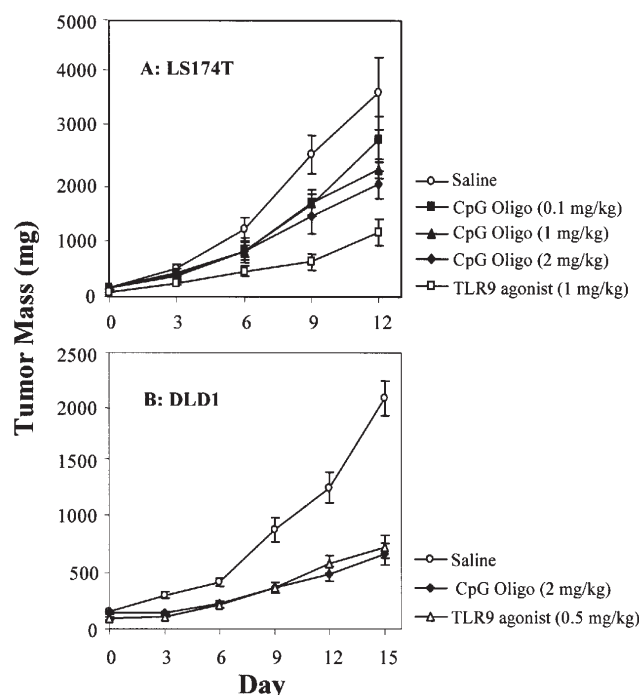 Tumor Mass (mg)
5000
4000
3000
2000
1000
0
A: LS174T
0 3 6 9 12
Saline
CpG Oligo (0.1 mg/kg)
CpG Oligo (1 mg/kg)
CpG Oligo (2 mg/kg)
TLR9 agonist (1 mg/kg)
2500
2000
1500
1000
500
0
B: DLD1
0 3 6 9 12 15
Saline
CpG Oligo (2 mg/kg)
TLR9 agonist (0.5 mg/kg)
Day